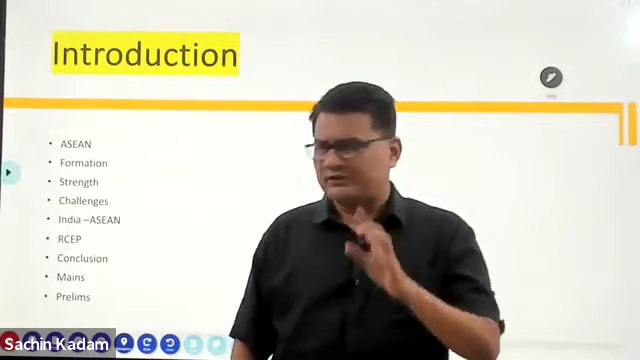 Introduction
ASEAN
Formation
Strength
Challenges
India –ASEAN
RCEP
Conclusion
Mains
Prelims
Sachin Kadam